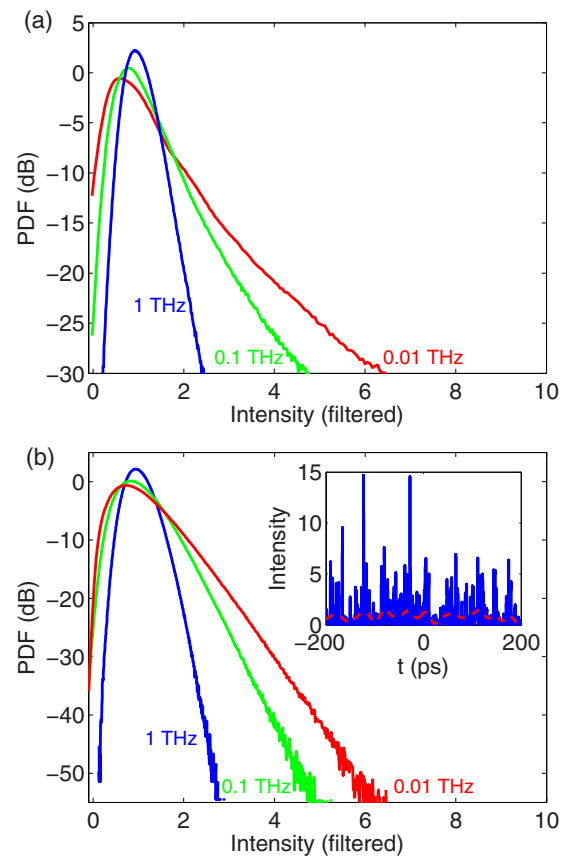 (a)
5
0
−5
−10
−15
−20
−25
−30
PDF (dB)
1 THz
0.1 THz
0.01 THz
0 2 4 6 8 10
Intensity (filtered)
(b)
0
−10
−20
−30
−40
−50
PDF (dB)
15
10
5
0
Intensity
−200 0 200
t (ps)
1 THz
0.1 THz
0.01 THz
0 2 4 6 8 10
Intensity (filtered)